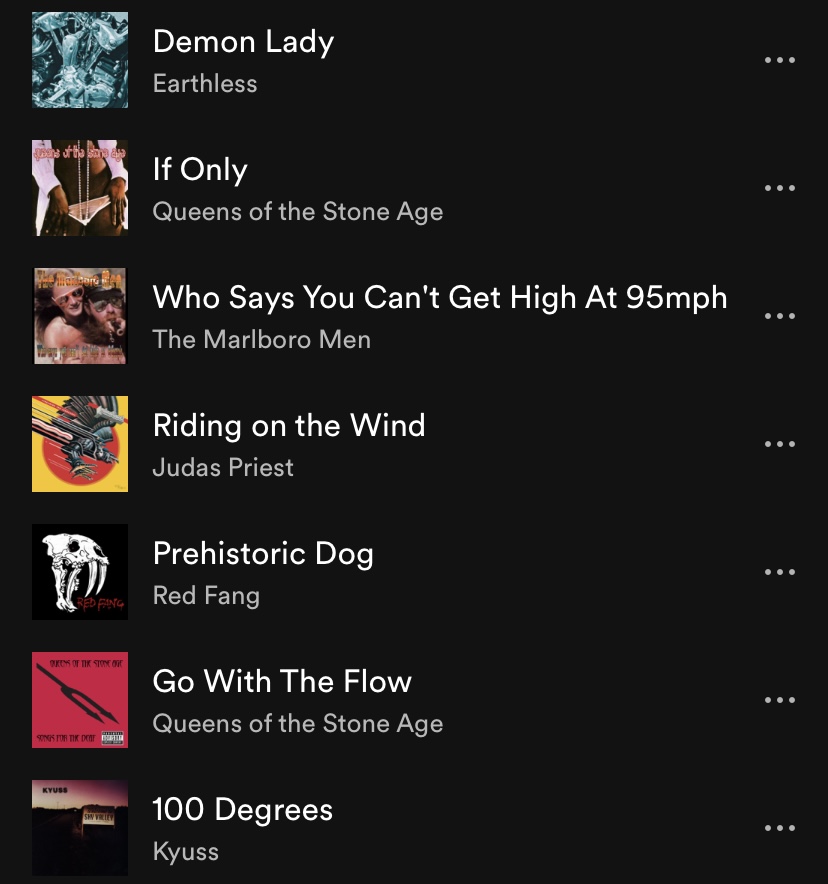 Demon Lady
Earthless
queens of the stone age
If Only
Queens of the Stone Age
The Marlboro Men
Who Says You Can't Get High At 95mph
The Marlboro Men
Riding on the Wind
Judas Priest
RED FANG
Prehistoric Dog
Red Fang
QUEENS OF THE STONE AGE
SONGS FOR THE DEAF
Go With The Flow
Queens of the Stone Age
KYUSS
SKY VALLEY
100 Degrees
Kyuss